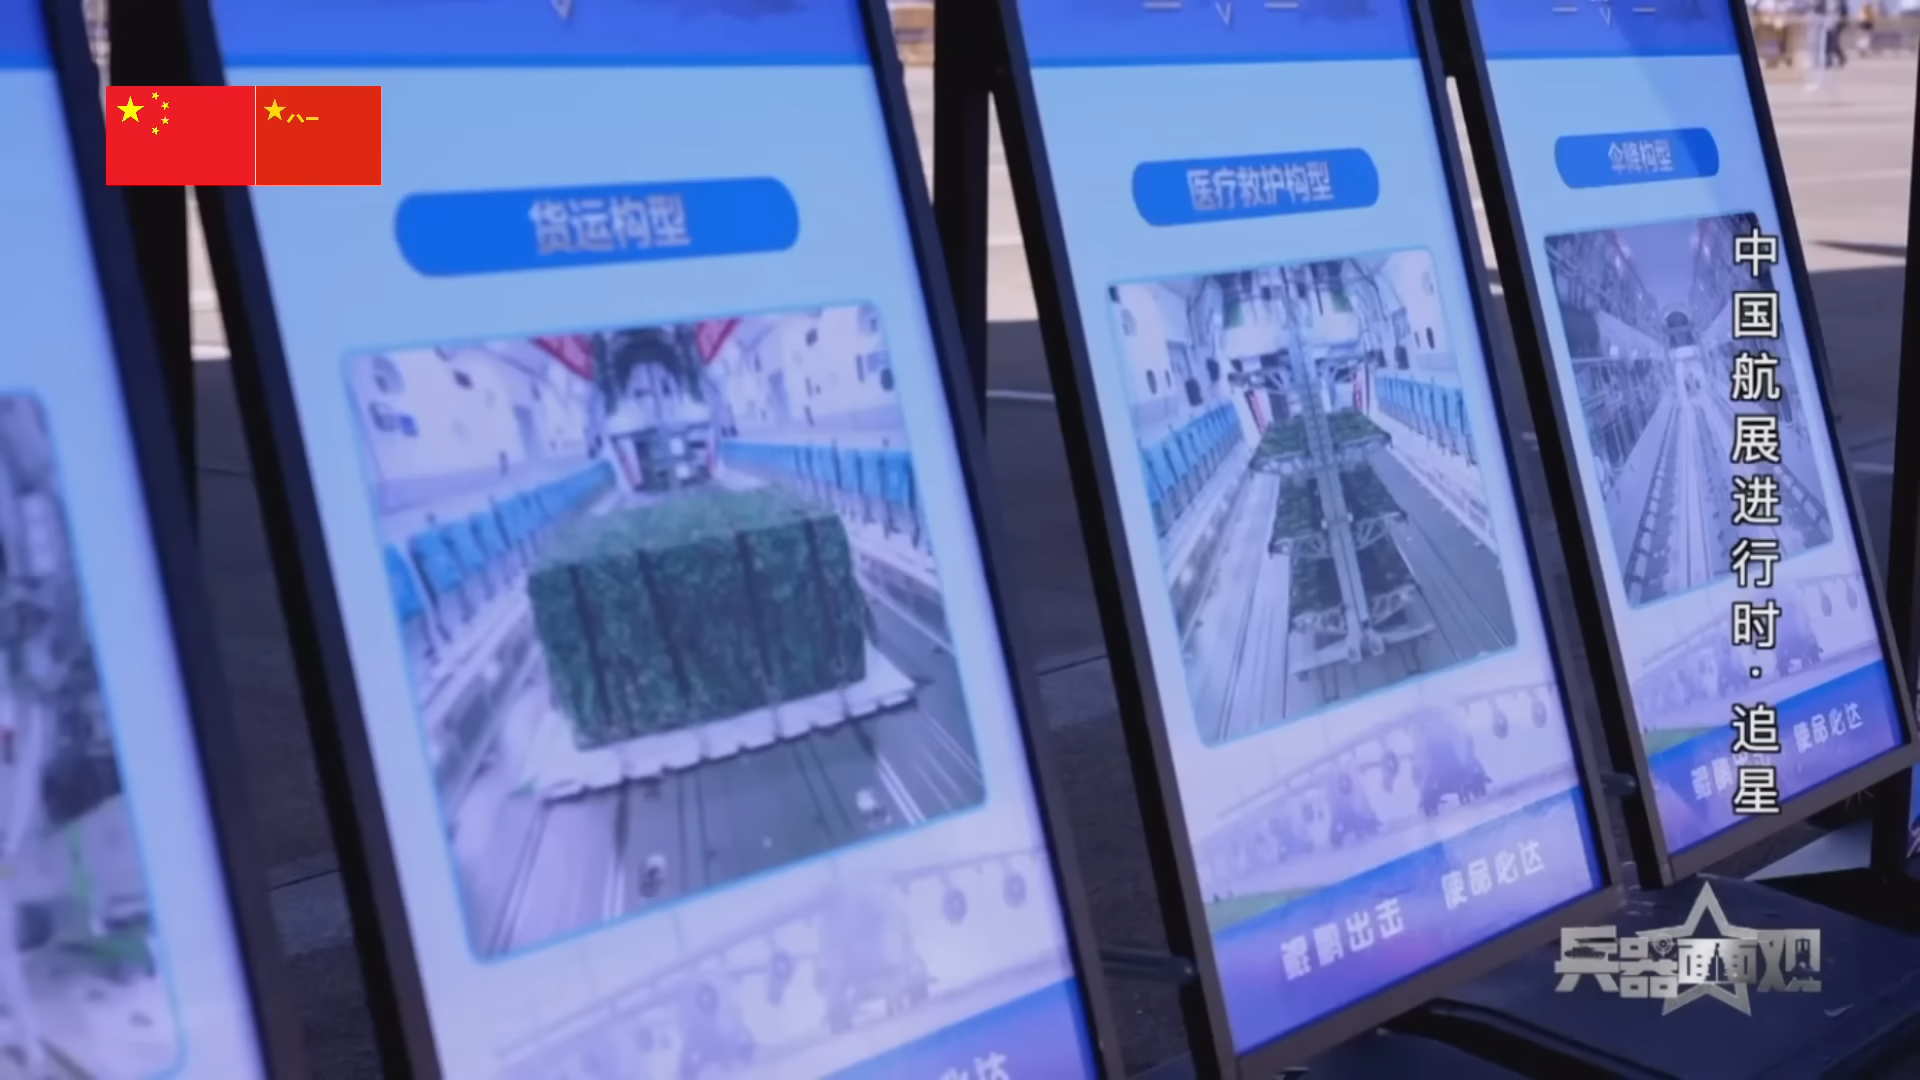 八一
货运构型
医疗救护构型
伞降构型
中国航展进行时·追星
鲲鹏出击 使命必达
使命必达
兵器面面观